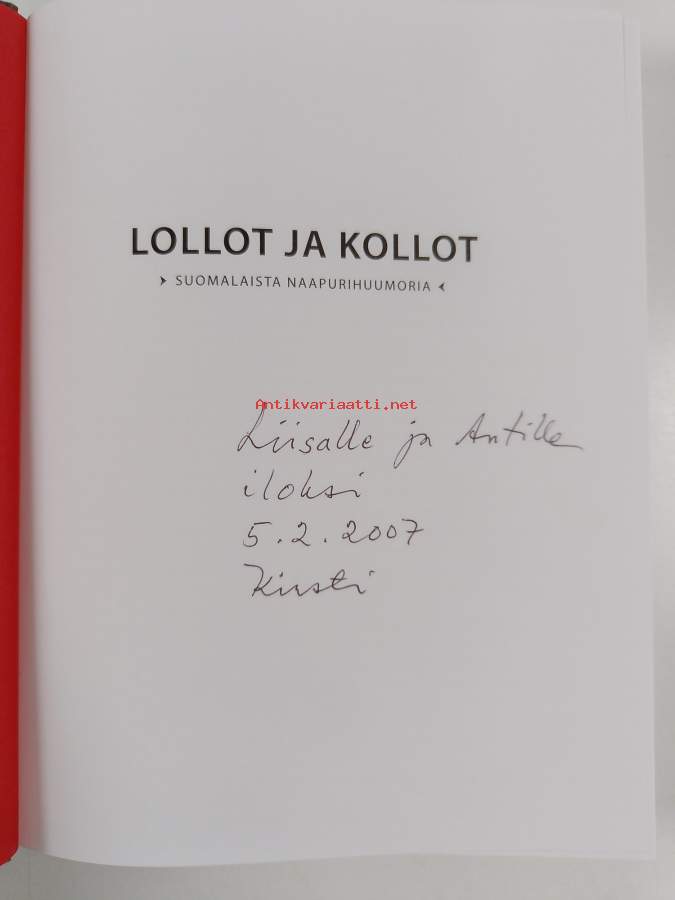 LOLLOT JA KOLLOT
SUOMALAISTA NAAPURIHUUMORIA
Antikvariaatti.net
Liisalle ja Antille
iloksi
5.2.2007
Kirsti